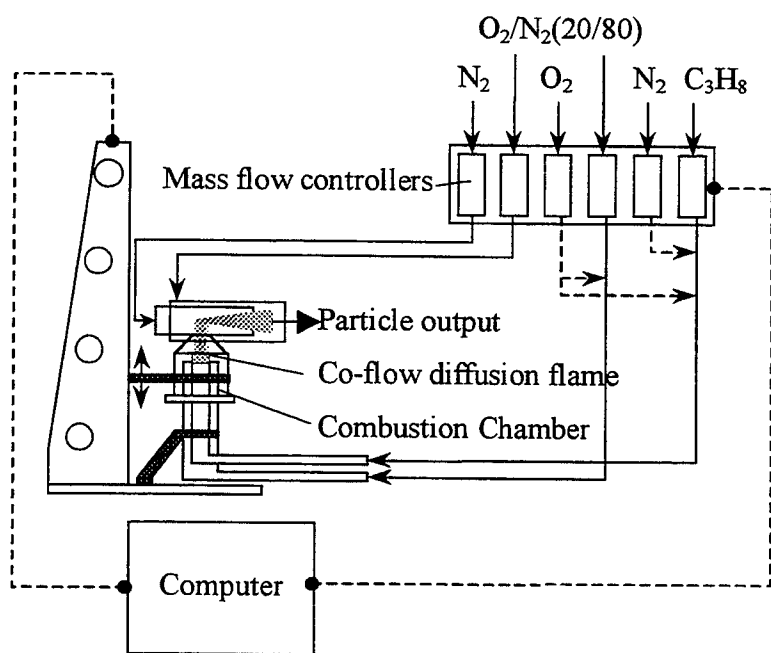 O₂/N₂(20/80)
N₂ O₂ N₂ C₃H₈
Mass flow controllers
Particle output
Co-flow diffusion flame
Combustion Chamber
Computer